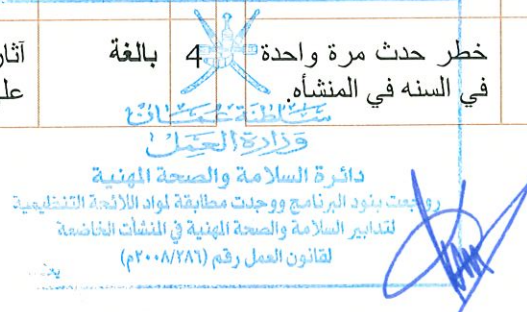 خطر حدث مرة واحدة 4 بالغة
في السنه في المنشأه.
سلطنة عمان
وزارة العمل
دائرة السلامة والصحة المهنية
روجعت بنود البرنامج ووجدت مطابقة لمواد اللائحة التنظيمية
لتدابير السلامة والصحة المهنية في المنشآت الخاضعة
لقانون العمل رقم (٢٠٠٨/٢٨٦م)